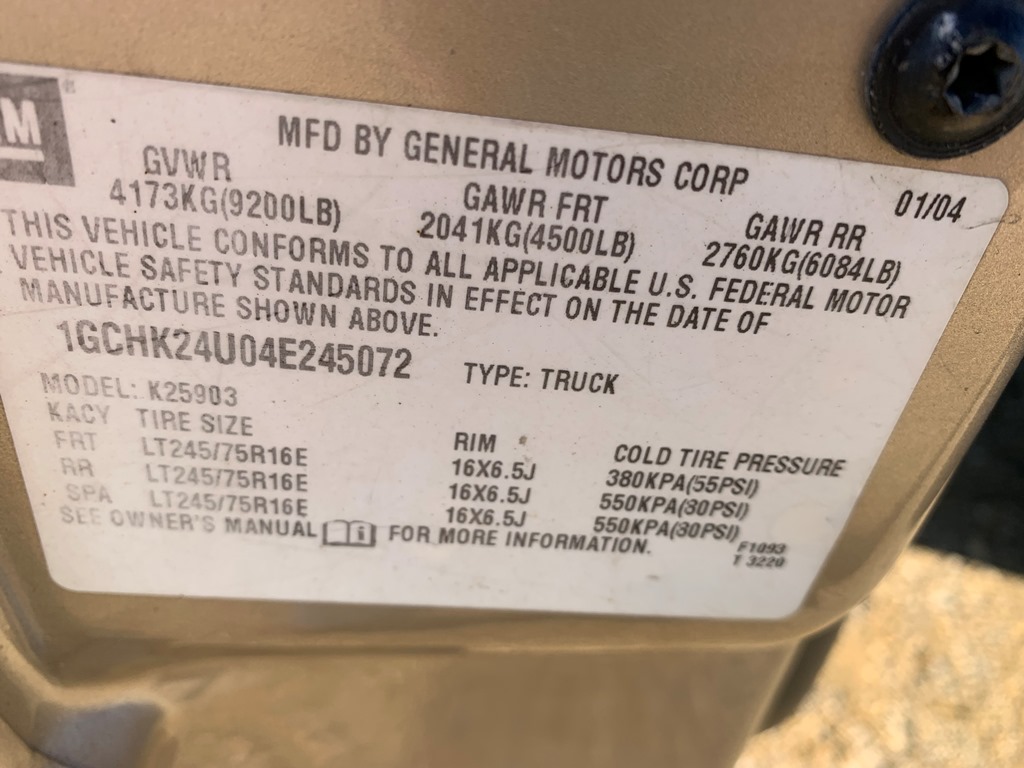 M
MFD BY GENERAL MOTORS CORP
01/04
GVWR GAWR FRT GAWR RR
4173KG(9200LB) 2041KG(4500LB) 2760KG(6084LB)
THIS VEHICLE CONFORMS TO ALL APPLICABLE U.S. FEDERAL MOTOR
VEHICLE SAFETY STANDARDS IN EFFECT ON THE DATE OF
MANUFACTURE SHOWN ABOVE.
1GCHK24U04E245072 TYPE: TRUCK
MODEL: K25903
KACY TIRE SIZE RIM COLD TIRE PRESSURE
FRT LT245/75R16E 16X6.5J 380KPA(55PSI)
RR LT245/75R16E 16X6.5J 550KPA(80PSI)
SPA LT245/75R16E 16X6.5J 550KPA(80PSI)
SEE OWNER'S MANUAL FOR MORE INFORMATION.
F1093
T 3220